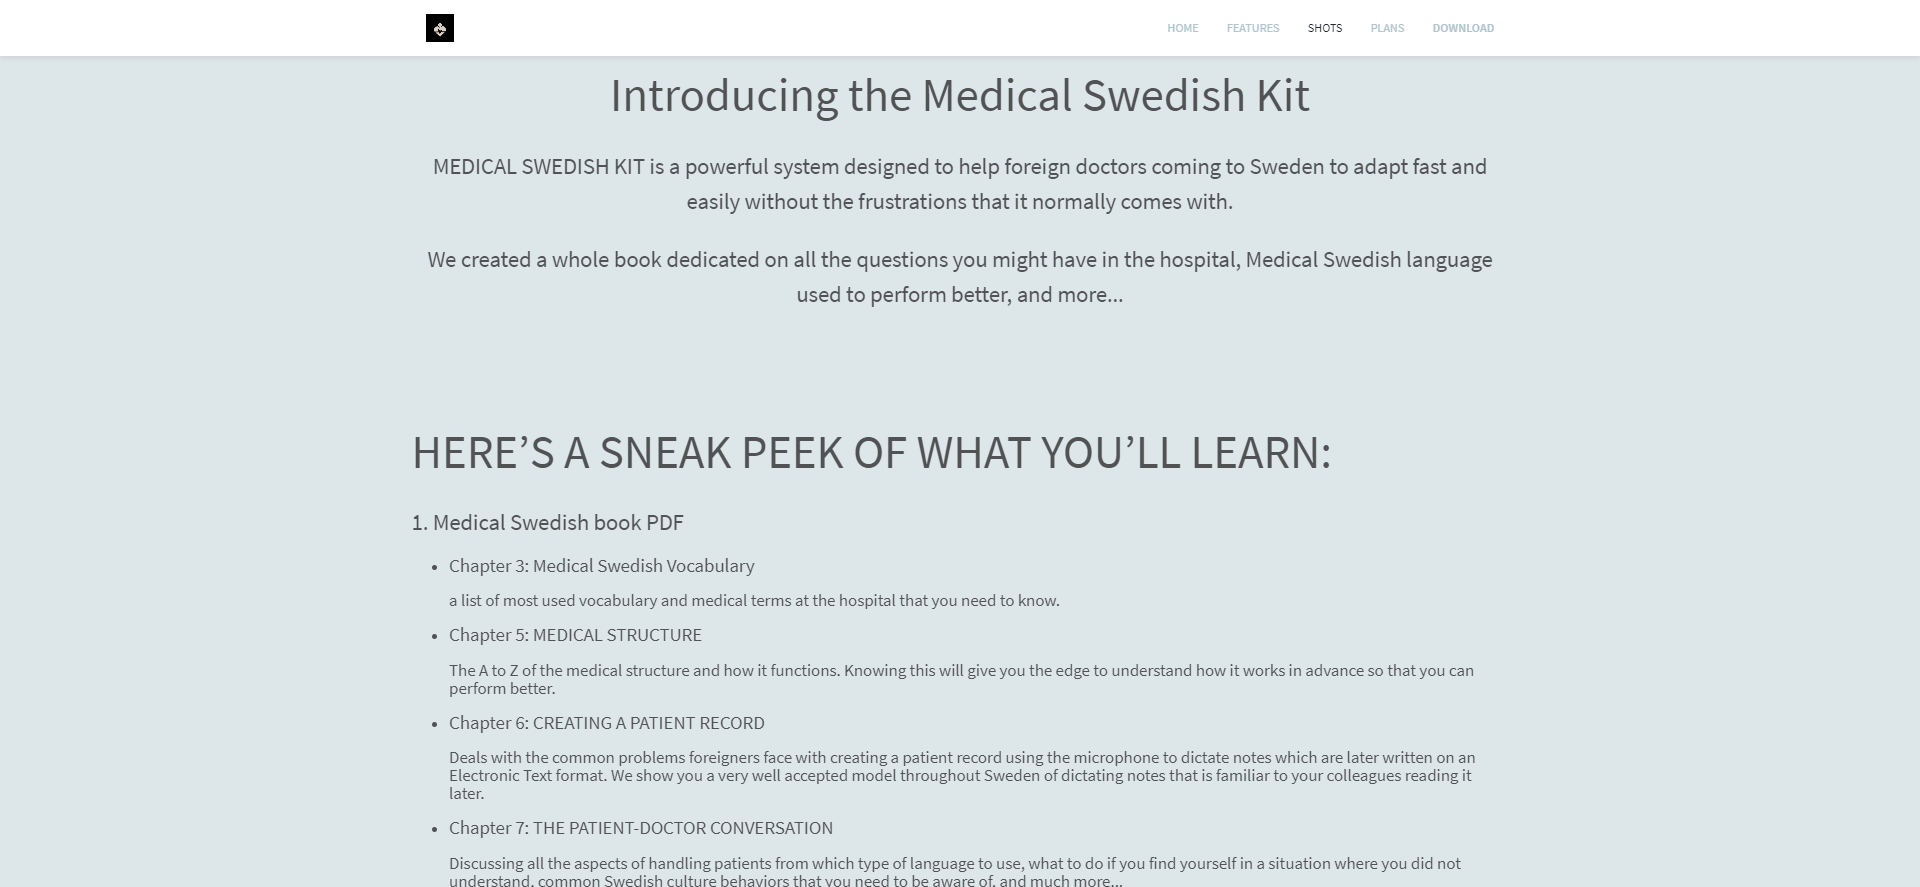 HOME FEATURES SHOTS PLANS DOWNLOAD
Introducing the Medical Swedish Kit
MEDICAL SWEDISH KIT is a powerful system designed to help foreign doctors coming to Sweden to adapt fast and
easily without the frustrations that it normally comes with.
We created a whole book dedicated on all the questions you might have in the hospital, Medical Swedish language
used to perform better, and more...
HERE’S A SNEAK PEEK OF WHAT YOU’LL LEARN:
1. Medical Swedish book PDF
• Chapter 3: Medical Swedish Vocabulary
a list of most used vocabulary and medical terms at the hospital that you need to know.
• Chapter 5: MEDICAL STRUCTURE
The A to Z of the medical structure and how it functions. Knowing this will give you the edge to understand how it works in advance so that you can
perform better.
• Chapter 6: CREATING A PATIENT RECORD
Deals with the common problems foreigners face with creating a patient record using the microphone to dictate notes which are later written on an
Electronic Text format. We show you a very well accepted model throughout Sweden of dictating notes that is familiar to your colleagues reading it
later.
• Chapter 7: THE PATIENT-DOCTOR CONVERSATION
Discussing all the aspects of handling patients from which type of language to use, what to do if you find yourself in a situation where you did not
understand, common Swedish culture behaviors that you need to be aware of, and much more...